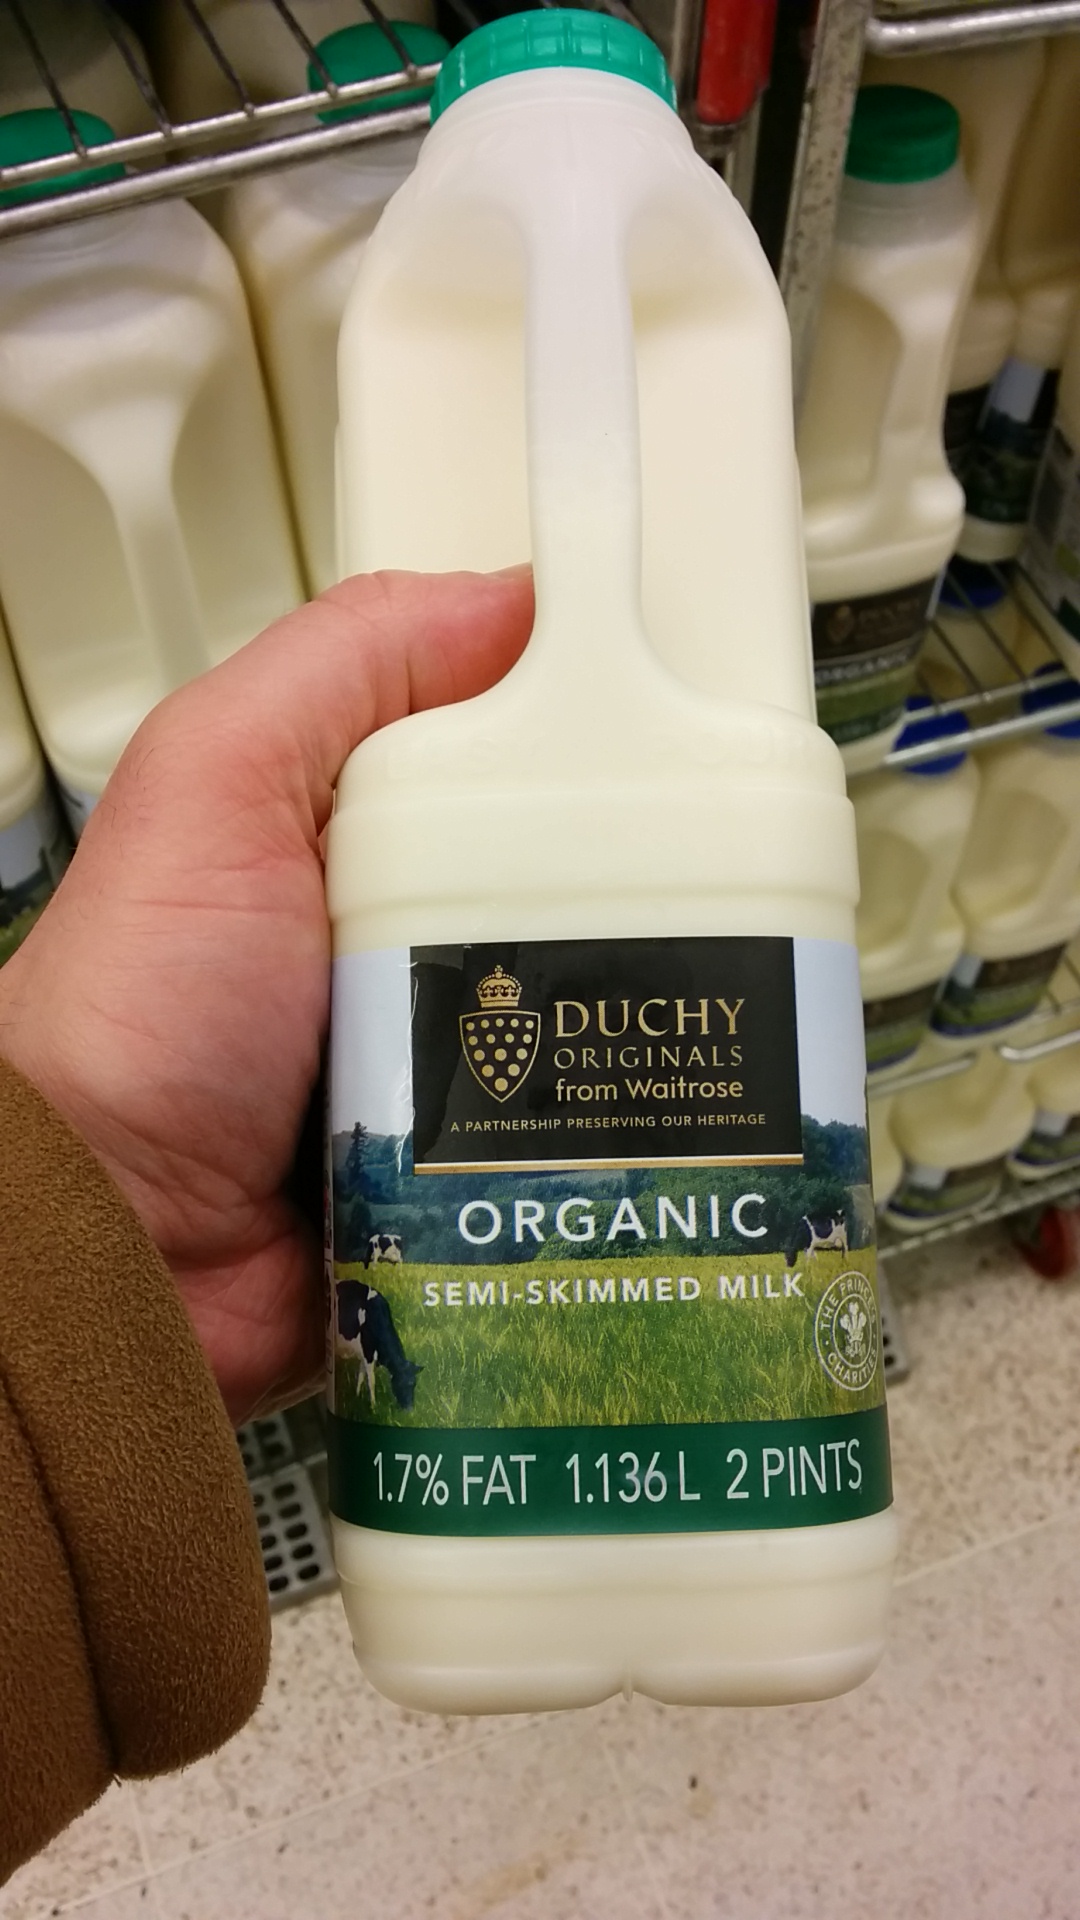 DUCHY
ORIGINALS
from Waitrose
A PARTNERSHIP PRESERVING OUR HERITAGE
ORGANIC
SEMI-SKIMMED MILK
THE PRINCE'S
CHARITIES
1.7% FAT 1.136 L 2 PINTS
ORGANIC